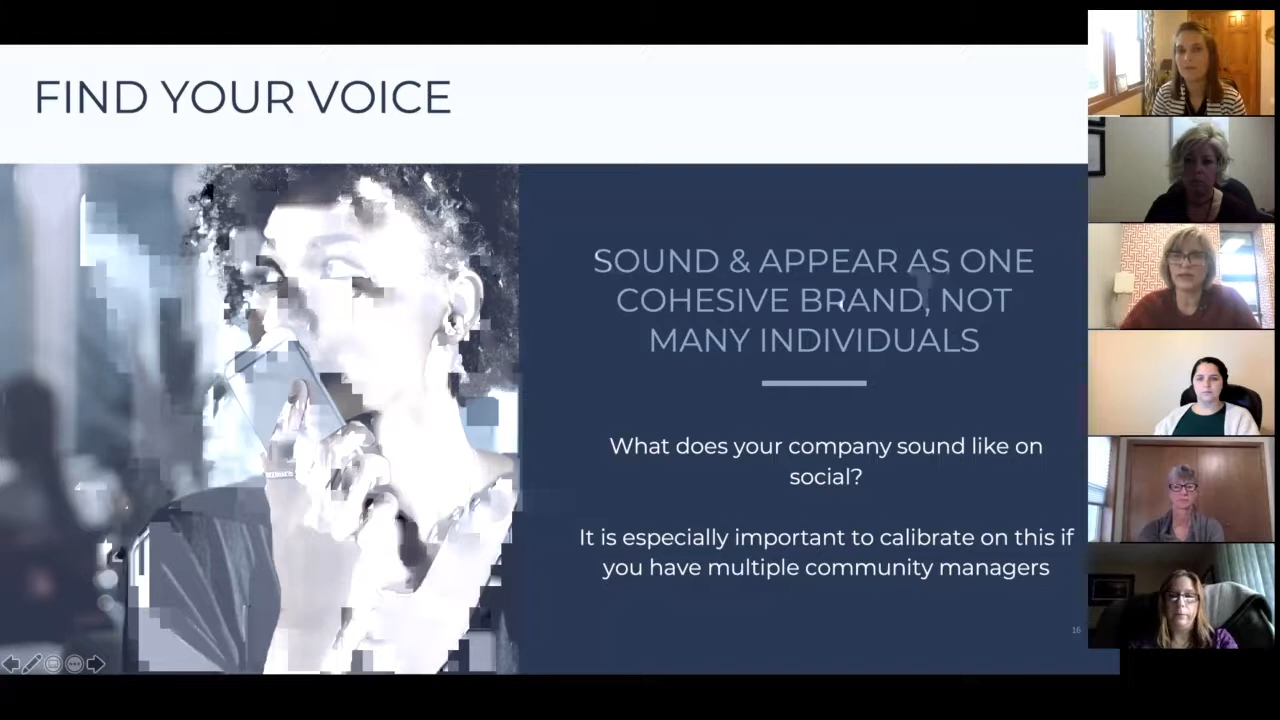 FIND YOUR VOICE
SOUND & APPEAR AS ONE
COHESIVE BRAND, NOT
MANY INDIVIDUALS
What does your company sound like on
social?
It is especially important to calibrate on this if
you have multiple community managers
16